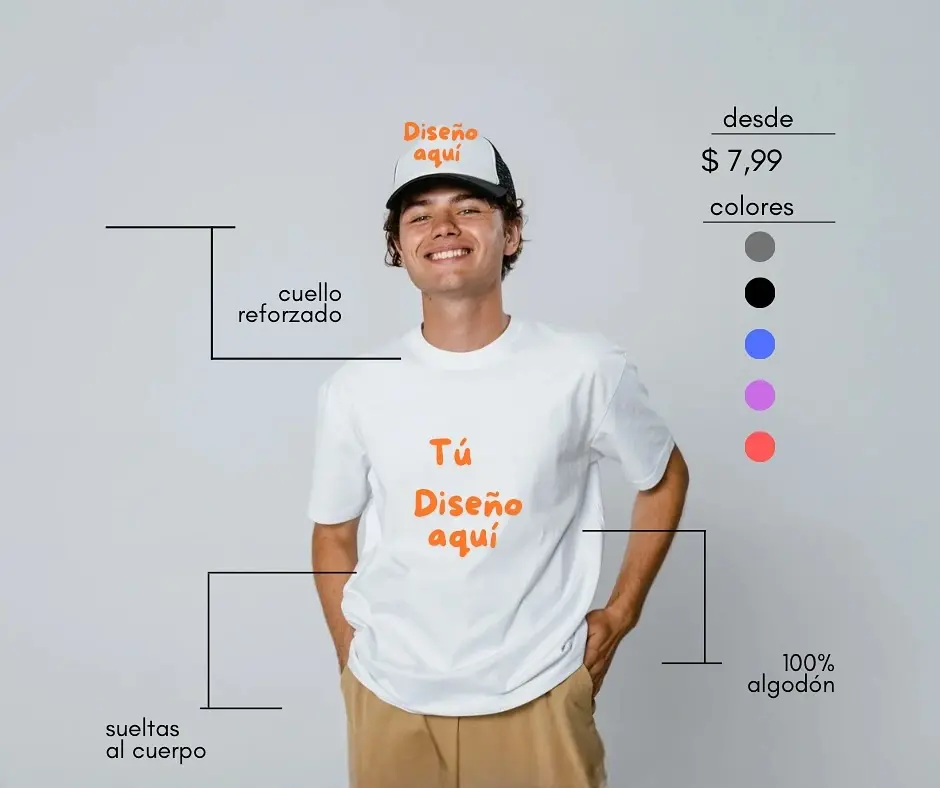 Diseño
aquí
desde
$ 7,99
colores
cuello
reforzado
Tú
Diseño
aquí
100%
algodón
sueltas
al cuerpo